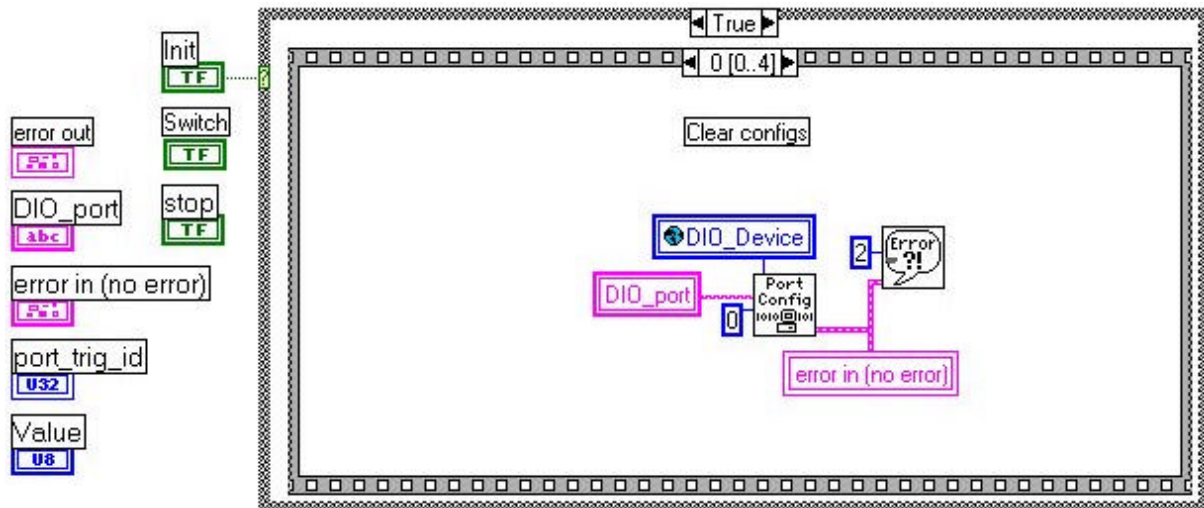 True
0 [0..4]
Init
TF
Switch
TF
stop
TF
error out
DIO_port
abc
error in (no error)
port_trig_id
U32
Value
U8
?
Clear configs
DIO_Device
DIO_port
0
Port
Config
2
Error
?!
error in (no error)